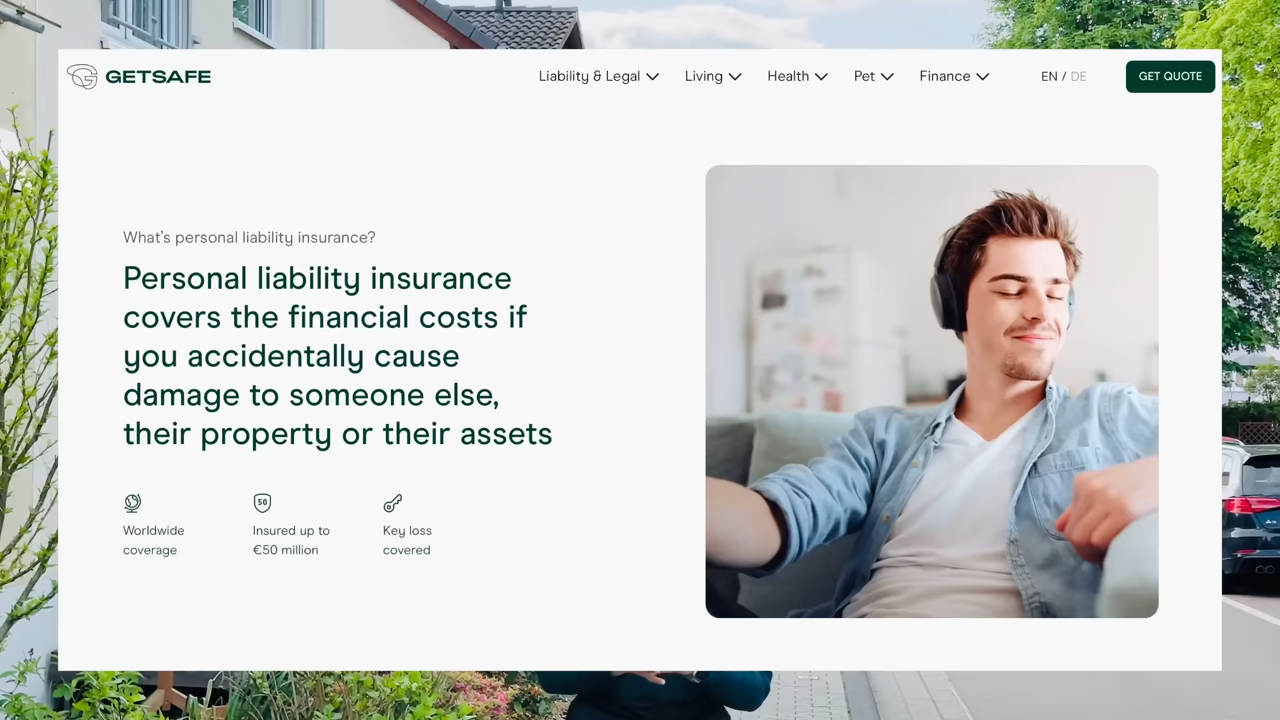 GETSAFE
Liability & Legal Living Health Pet Finance EN / DE GET QUOTE
What's personal liability insurance?
Personal liability insurance
covers the financial costs if
you accidentally cause
damage to someone else,
their property or their assets
50
Worldwide
coverage
Insured up to
€50 million
Key loss
covered